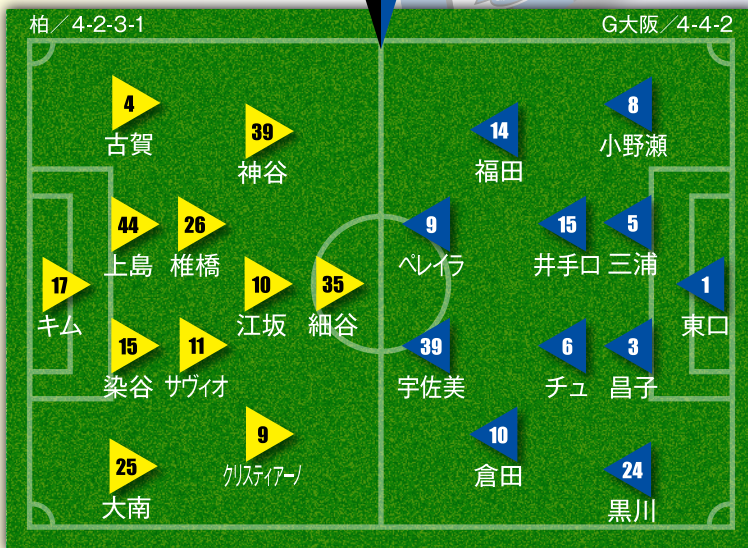 柏／4-2-3-1
G大阪／4-4-2
4
古賀
39
神谷
44
上島
26
椎橋
17
キム
10
江坂
35
細谷
15
染谷
11
サヴィオ
9
クリスティアーノ
25
大南
14
福田
8
小野瀬
9
ペレイラ
15
井手口
5
三浦
1
東口
39
宇佐美
6
チュ
3
昌子
10
倉田
24
黒川